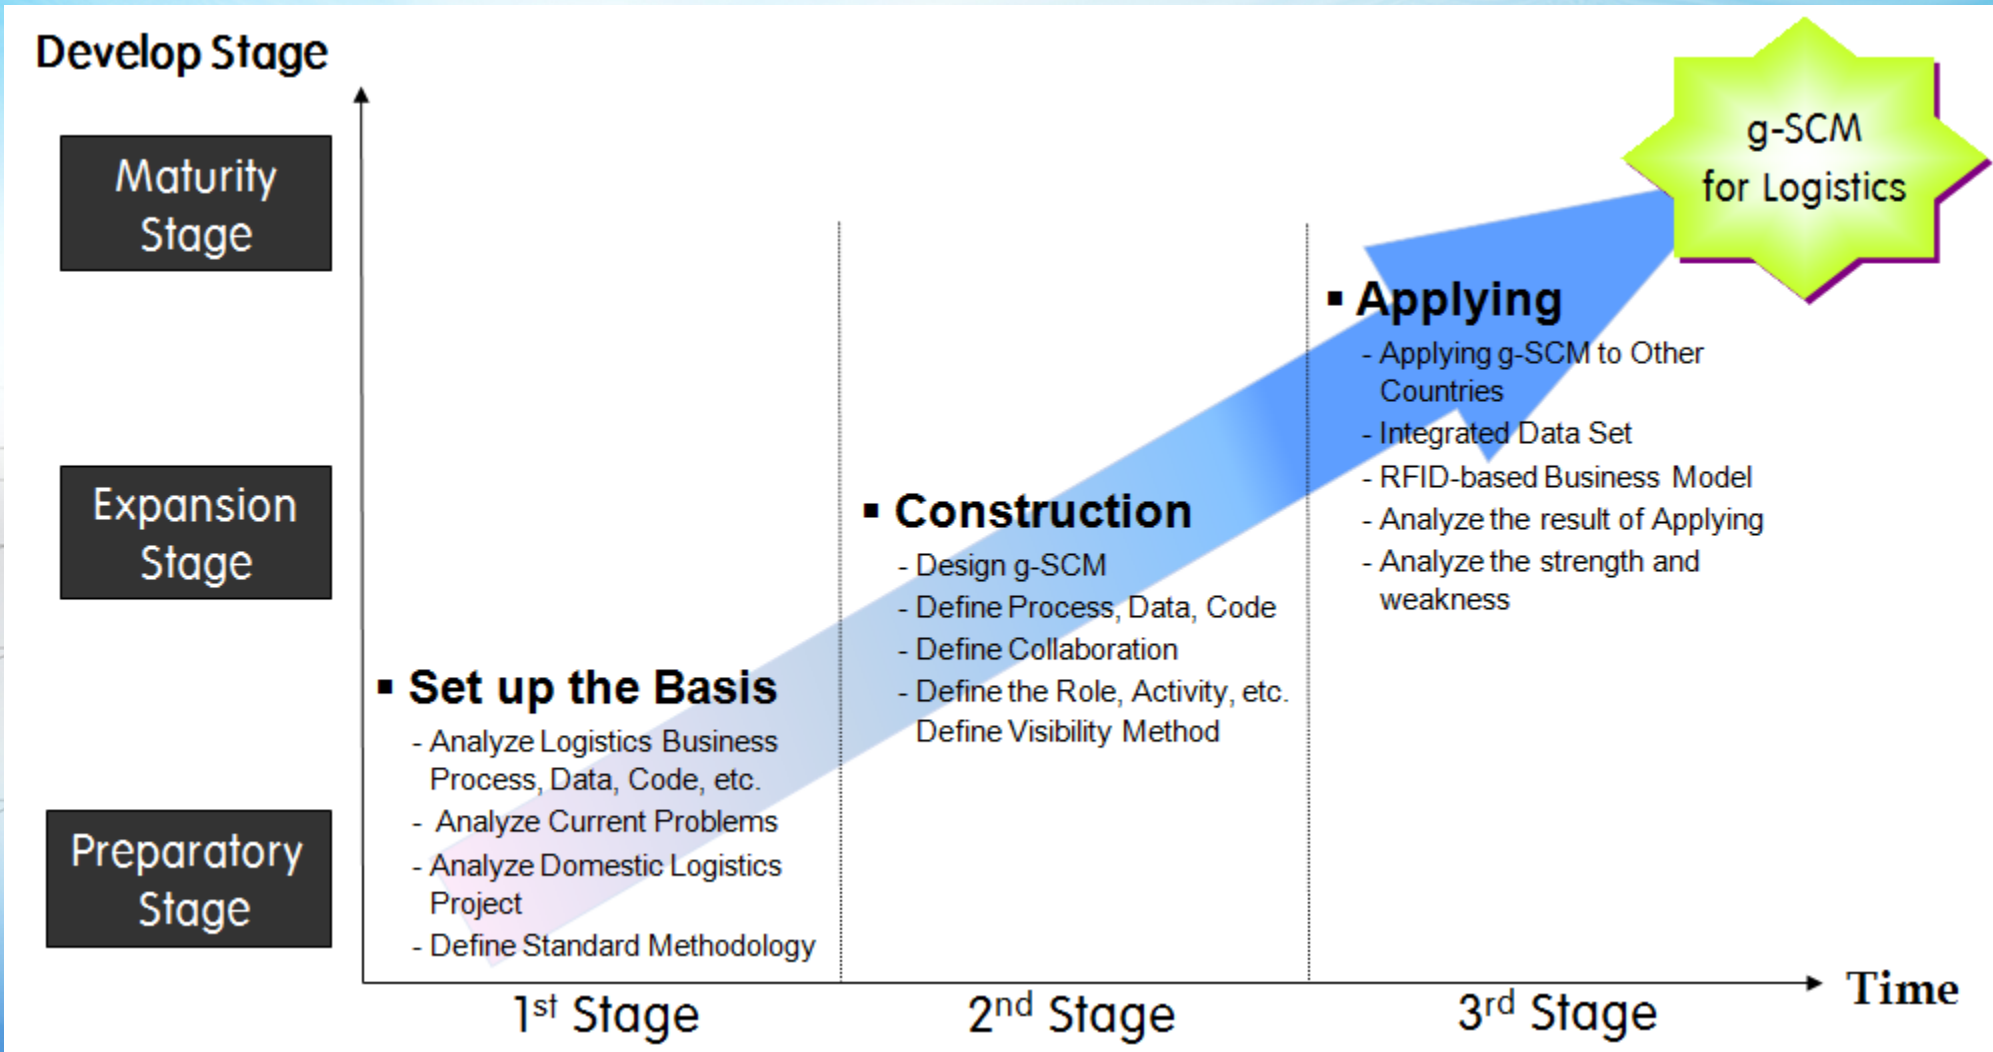 Develop Stage
Maturity
Stage
Expansion
Stage
Preparatory
Stage
g-SCM
for Logistics
▪ Set up the Basis
- Analyze Logistics Business
Process, Data, Code, etc.
- Analyze Current Problems
- Analyze Domestic Logistics
Project
- Define Standard Methodology
▪ Construction
- Design g-SCM
- Define Process, Data, Code
- Define Collaboration
- Define the Role, Activity, etc.
Define Visibility Method
▪ Applying
- Applying g-SCM to Other
Countries
- Integrated Data Set
- RFID-based Business Model
- Analyze the result of Applying
- Analyze the strength and
weakness
1st Stage
2nd Stage
3rd Stage
Time